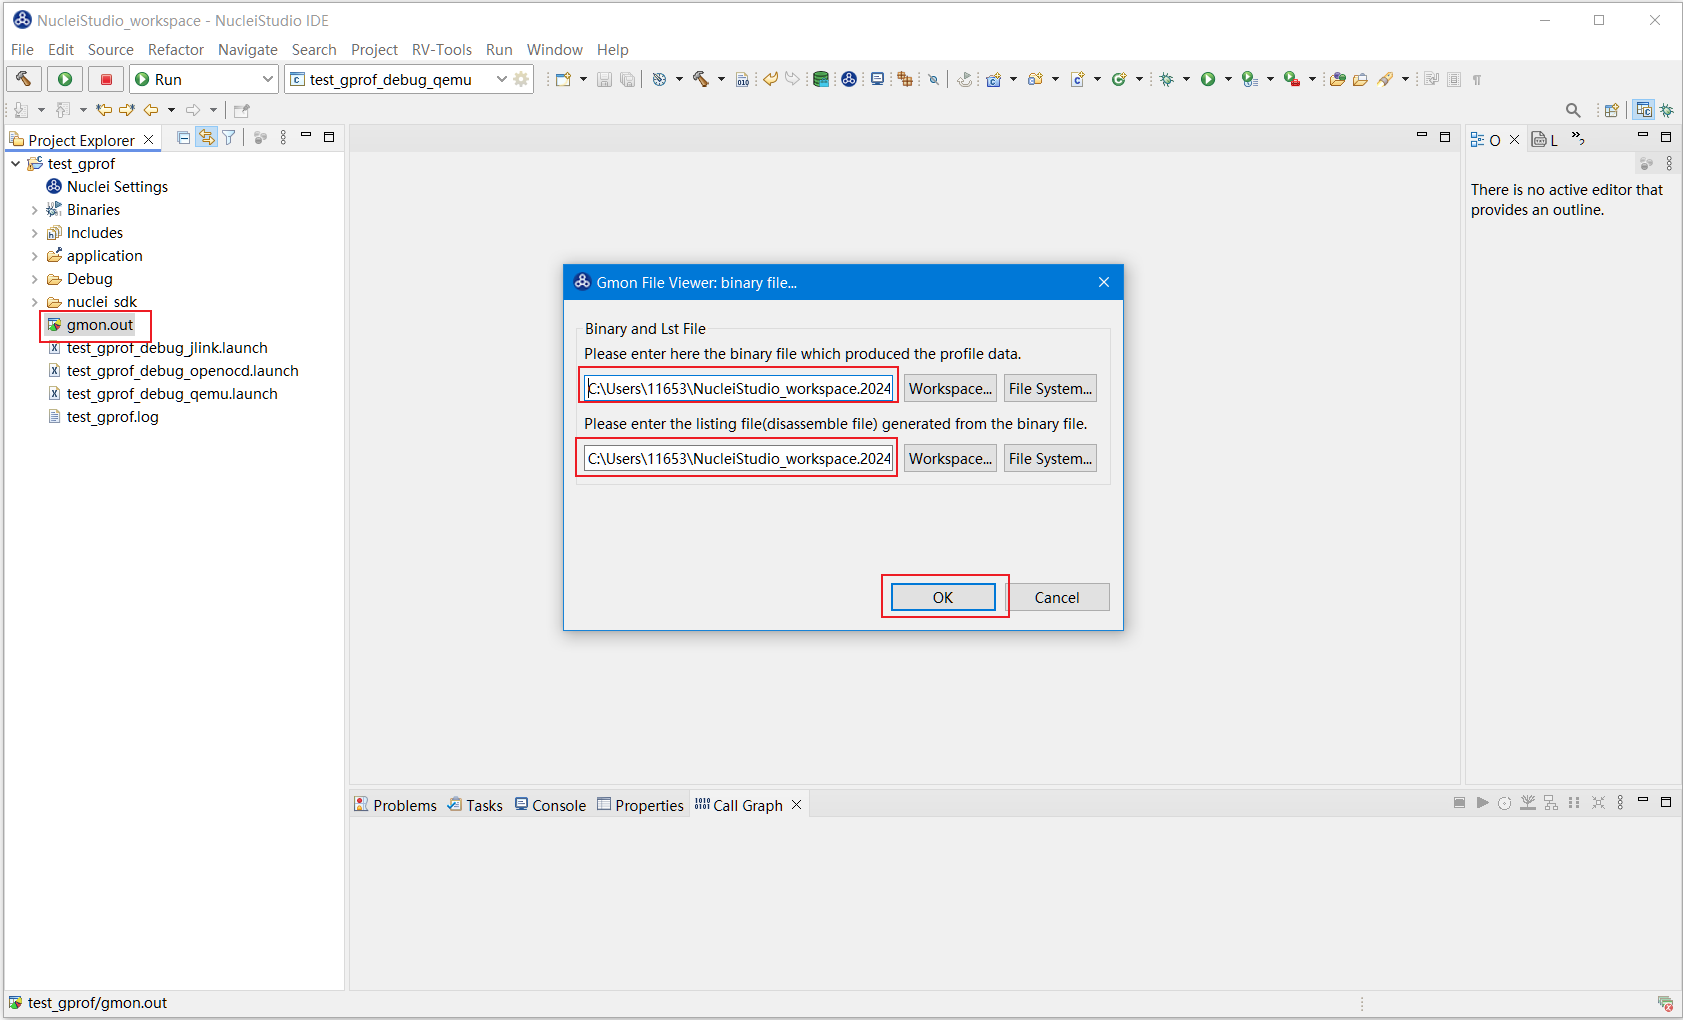 NucleiStudio_workspace - NucleiStudio IDE
File Edit Source Refactor Navigate Search Project RV-Tools Run Window Help
Run test_gprof_debug_qemu
Project Explorer
O L
test_gprof
Nuclei Settings
Binaries
Includes
application
Debug
nuclei_sdk
gmon.out
test_gprof_debug_jlink.launch
test_gprof_debug_openocd.launch
test_gprof_debug_qemu.launch
test_gprof.log
There is no active editor that
provides an outline.
Gmon File Viewer: binary file...
Binary and Lst File
Please enter here the binary file which produced the profile data.
C:\Users\11653\NucleiStudio_workspace.2024 Workspace... File System...
Please enter the listing file(disassemble file) generated from the binary file.
C:\Users\11653\NucleiStudio_workspace.2024 Workspace... File System...
OK Cancel
Problems Tasks Console Properties Call Graph
test_gprof/gmon.out